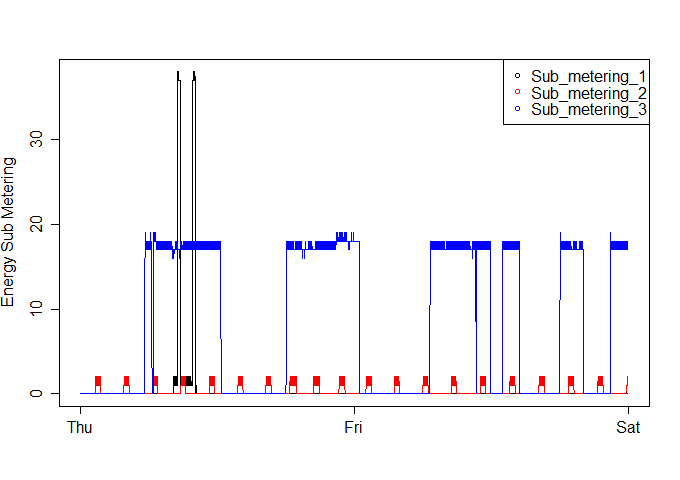 Sub_metering_1
Sub_metering_2
Sub_metering_3
Energy Sub Metering
30
20
10
0
Thu
Fri
Sat